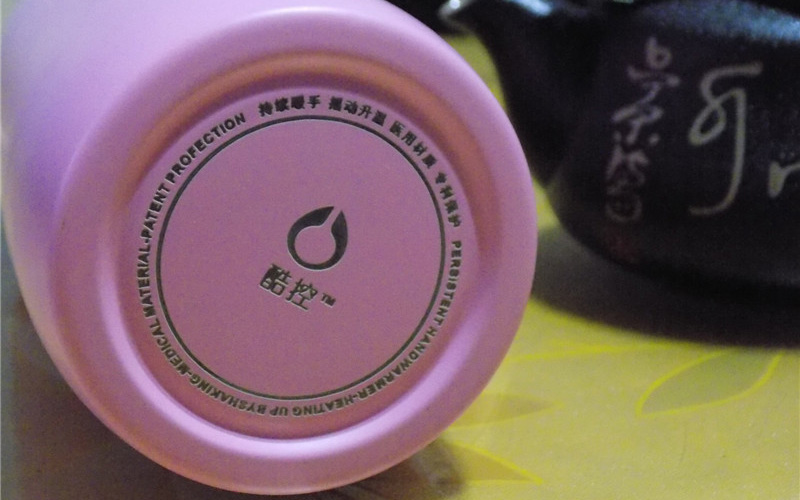 持续暖手 摇动升温 医用材质 专利保护
PERSISTENT HANDWARMER-HEATING UP BYSHAKING-MEDICAL MATERIAL-PATENT PROFECTION
酷控™